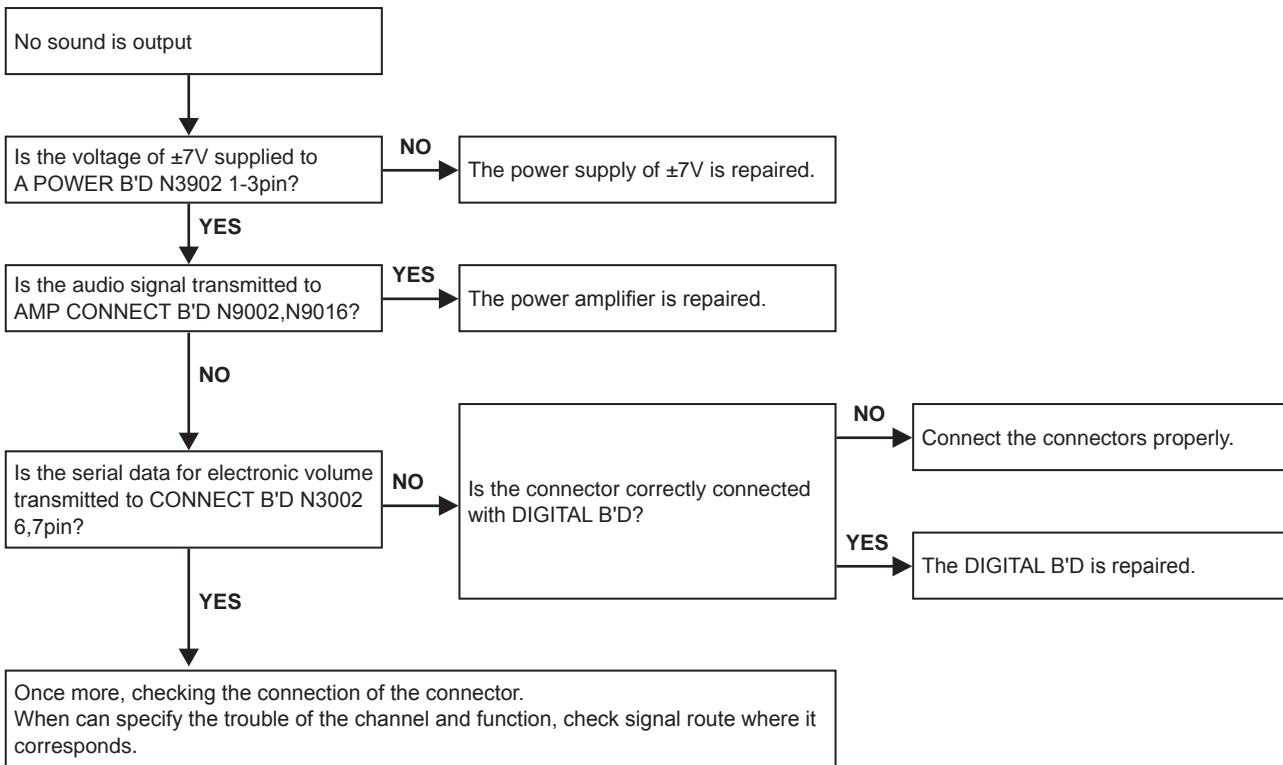 No sound is output
Is the voltage of ±7V supplied to
A POWER B'D N3902 1-3pin?
NO
The power supply of ±7V is repaired.
YES
Is the audio signal transmitted to
AMP CONNECT B'D N9002,N9016?
YES
The power amplifier is repaired.
NO
Is the serial data for electronic volume
transmitted to CONNECT B'D N3002
6,7pin?
NO
Is the connector correctly connected
with DIGITAL B'D?
NO
Connect the connectors properly.
YES
The DIGITAL B'D is repaired.
YES
Once more, checking the connection of the connector.
When can specify the trouble of the channel and function, check signal route where it
corresponds.